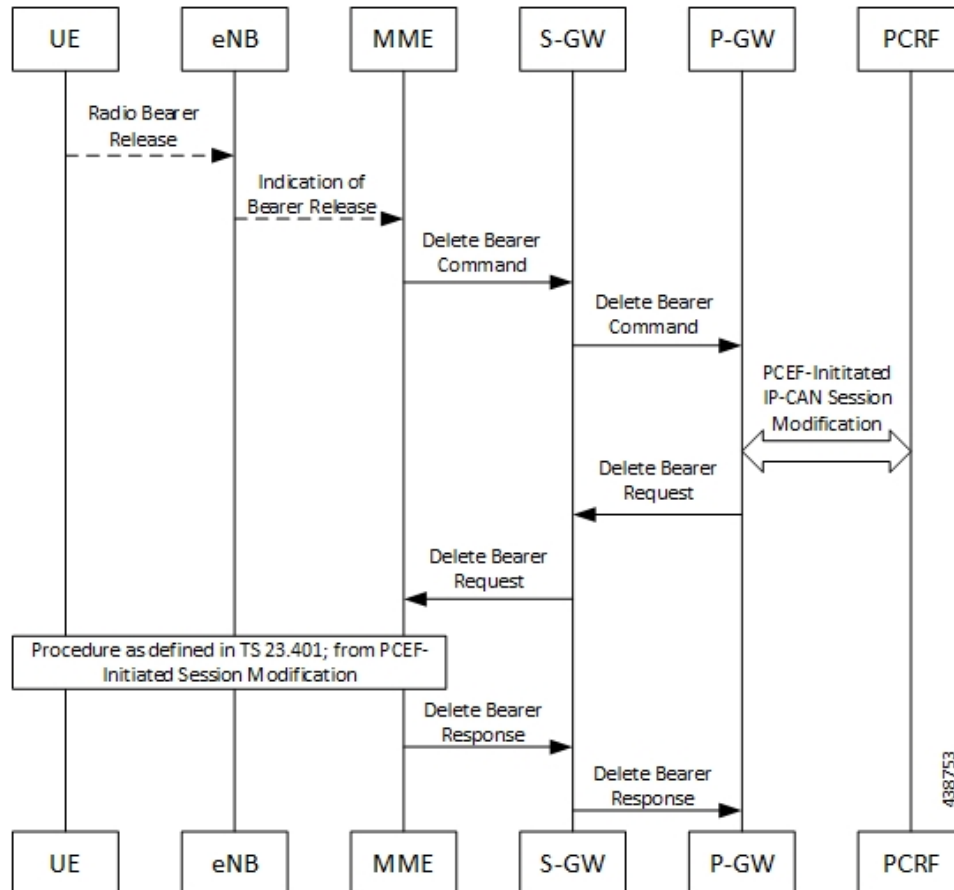 UE
eNB
MME
S-GW
P-GW
PCRF
Radio Bearer
Release
Indication of
Bearer Release
Delete Bearer
Command
Delete Bearer
Command
PCEF-Inititated
IP-CAN Session
Modification
Delete Bearer
Request
Delete Bearer
Request
Procedure as defined in TS 23.401; from PCEF-
Initiated Session Modification
Delete Bearer
Response
Delete Bearer
Response
438753
UE
eNB
MME
S-GW
P-GW
PCRF